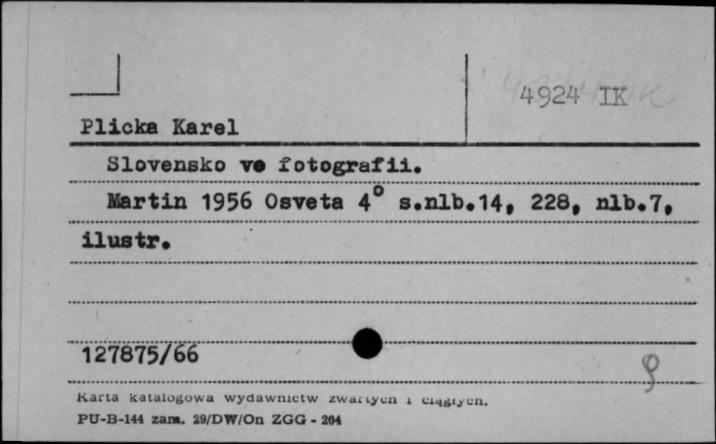 4924 IK
Plicka Karel
Slovensko ve fotografii.
Martin 1956 Osveta 4° s.nlb.14, 228, nlb.7,
ilustr.
127875/66
Karta katalogowa wydawnictw zwartych i ciągłych.
PU-B-144 zam. 29/DW/On ZGG - 204